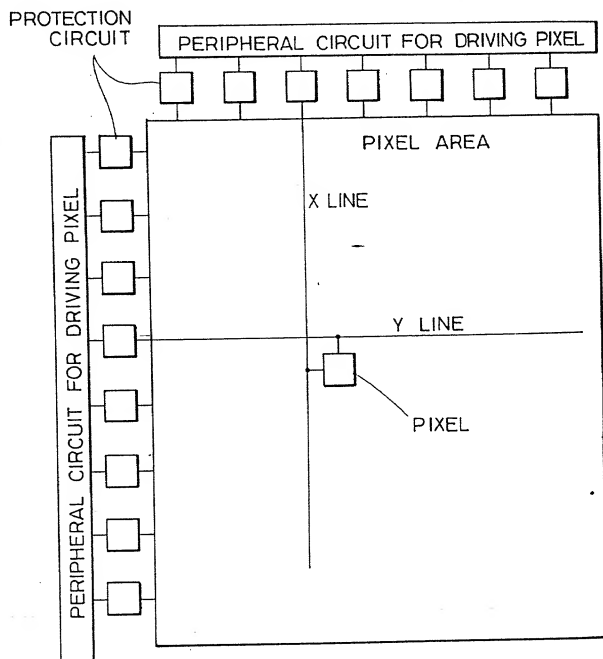 PROTECTION
CIRCUIT
PERIPHERAL CIRCUIT FOR DRIVING PIXEL
PIXEL AREA
X LINE
Y LINE
PIXEL
PERIPHERAL CIRCUIT FOR DRIVING PIXEL